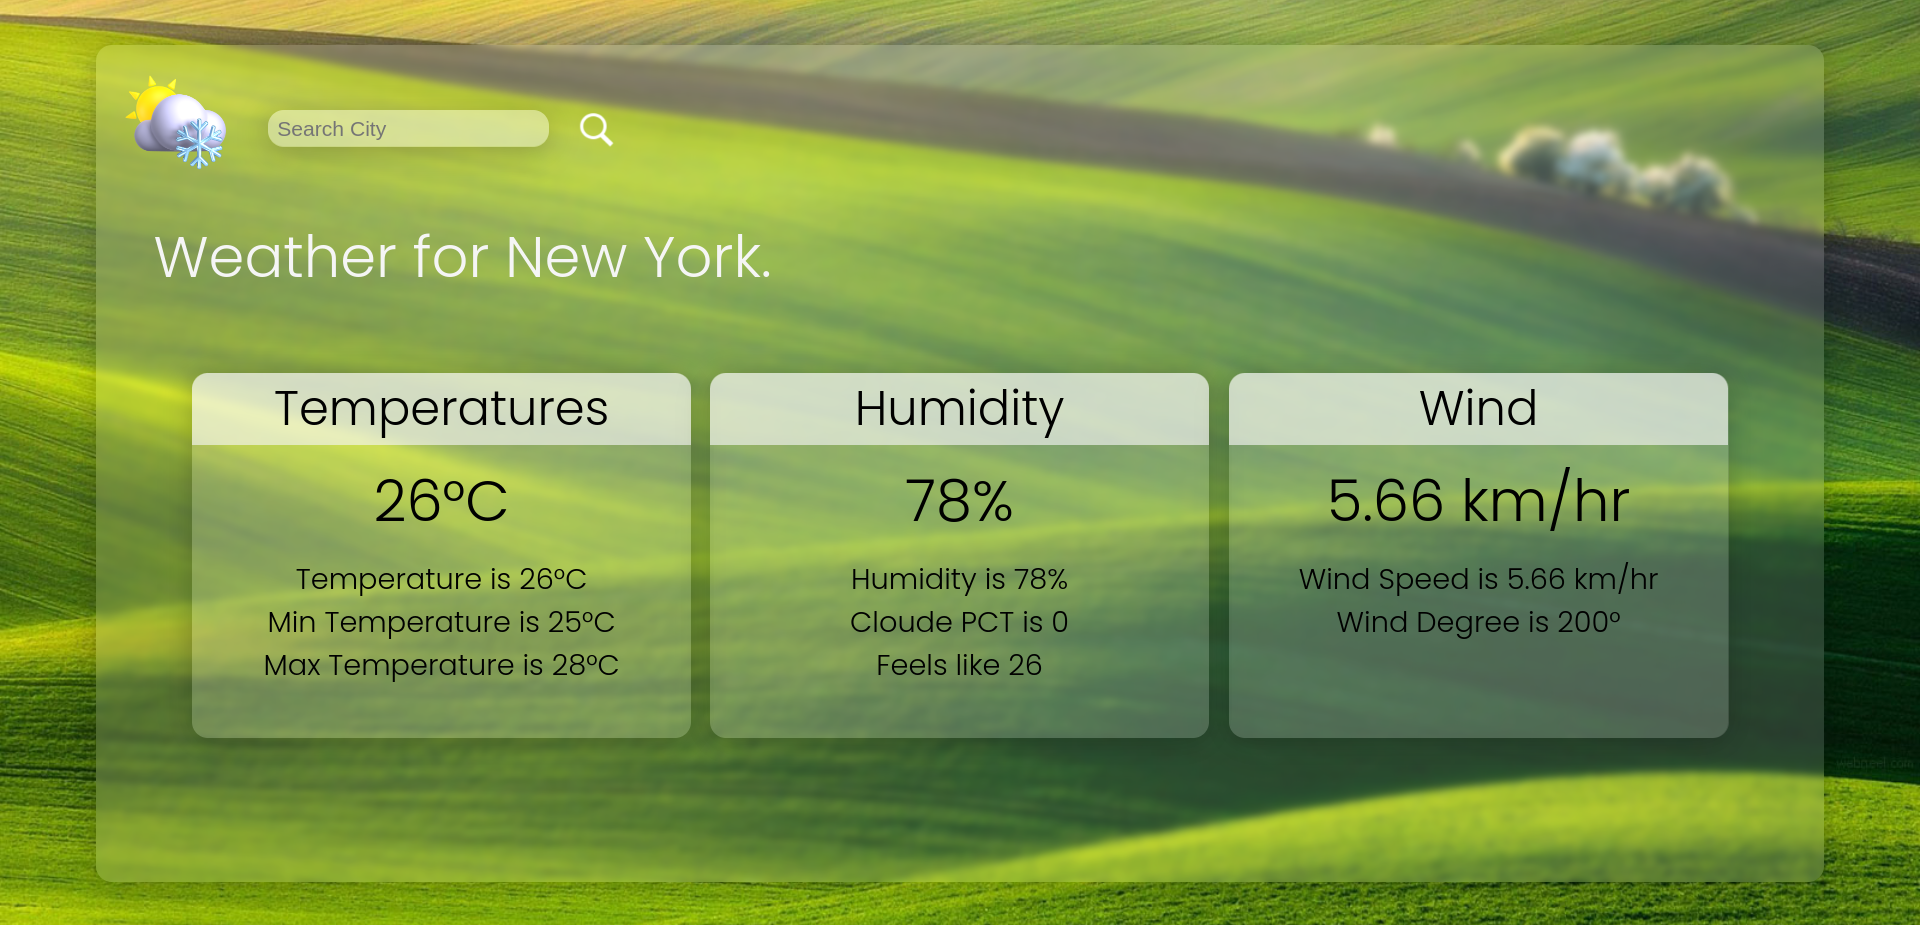 Search City
Weather for New York.
Temperatures
26°C
Temperature is 26°C
Min Temperature is 25°C
Max Temperature is 28°C
Humidity
78%
Humidity is 78%
Cloude PCT is 0
Feels like 26
Wind
5.66 km/hr
Wind Speed is 5.66 km/hr
Wind Degree is 200°